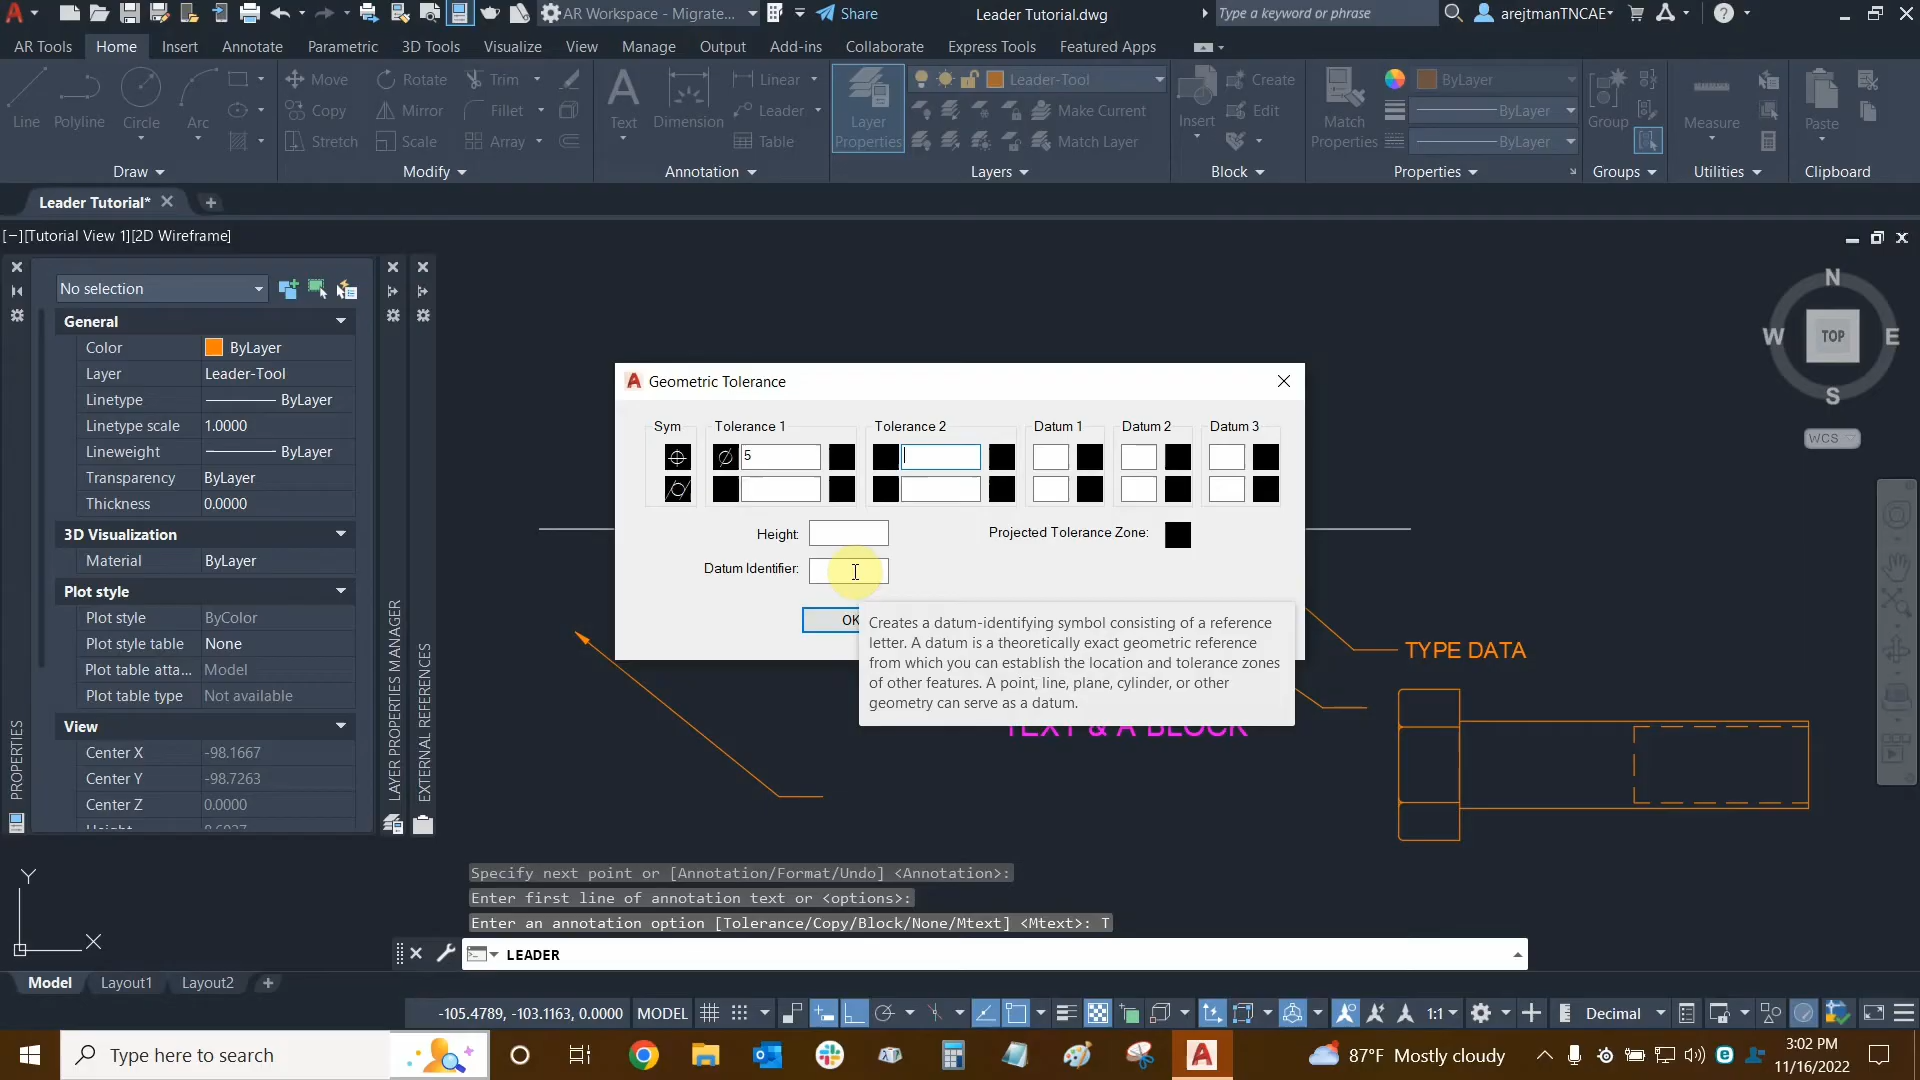 AR Workspace - Migrate...
Share
Leader Tutorial.dwg
Type a keyword or phrase
arejtmanTNCAE
AR Tools
Home
Insert
Annotate
Parametric
3D Tools
Visualize
View
Manage
Output
Add-ins
Collaborate
Express Tools
Featured Apps
Line
Polyline
Circle
Arc
Draw
Move
Copy
Stretch
Rotate
Mirror
Scale
Trim
Fillet
Array
Modify
Text
Dimension
Linear
Leader
Table
Annotation
Layer
Properties
Leader-Tool
Make Current
Match Layer
Layers
Insert
Create
Edit
Block
Match
Properties
ByLayer
ByLayer
ByLayer
Properties
Group
Groups
Measure
Utilities
Paste
Clipboard
Leader Tutorial*
[−][Tutorial View 1][2D Wireframe]
No selection
General
Color ByLayer
Layer Leader-Tool
Linetype ByLayer
Linetype scale 1.0000
Lineweight ByLayer
Transparency ByLayer
Thickness 0.0000
3D Visualization
Material ByLayer
Plot style
Plot style ByColor
Plot style table None
Plot table atta... Model
Plot table type Not available
View
Center X -98.1667
Center Y -98.7263
Center Z 0.0000
PROPERTIES
LAYER PROPERTIES MANAGER
EXTERNAL REFERENCES
N
W TOP E
S
WCS
Geometric Tolerance
Sym Tolerance 1 Tolerance 2 Datum 1 Datum 2 Datum 3
5
Height:
Projected Tolerance Zone:
Datum Identifier:
OK
Creates a datum-identifying symbol consisting of a reference
letter. A datum is a theoretically exact geometric reference
from which you can establish the location and tolerance zones
of other features. A point, line, plane, cylinder, or other
geometry can serve as a datum.
TYPE DATA
TEXT & A BLOCK
Y
X
Specify next point or [Annotation/Format/Undo] <Annotation>:
Enter first line of annotation text or <options>:
Enter an annotation option [Tolerance/Copy/Block/None/Mtext] <Mtext>: T
LEADER
Model
Layout1
Layout2
-105.4789, -103.1163, 0.0000
MODEL
1:1
Decimal
Type here to search
87°F Mostly cloudy
3:02 PM
11/16/2022